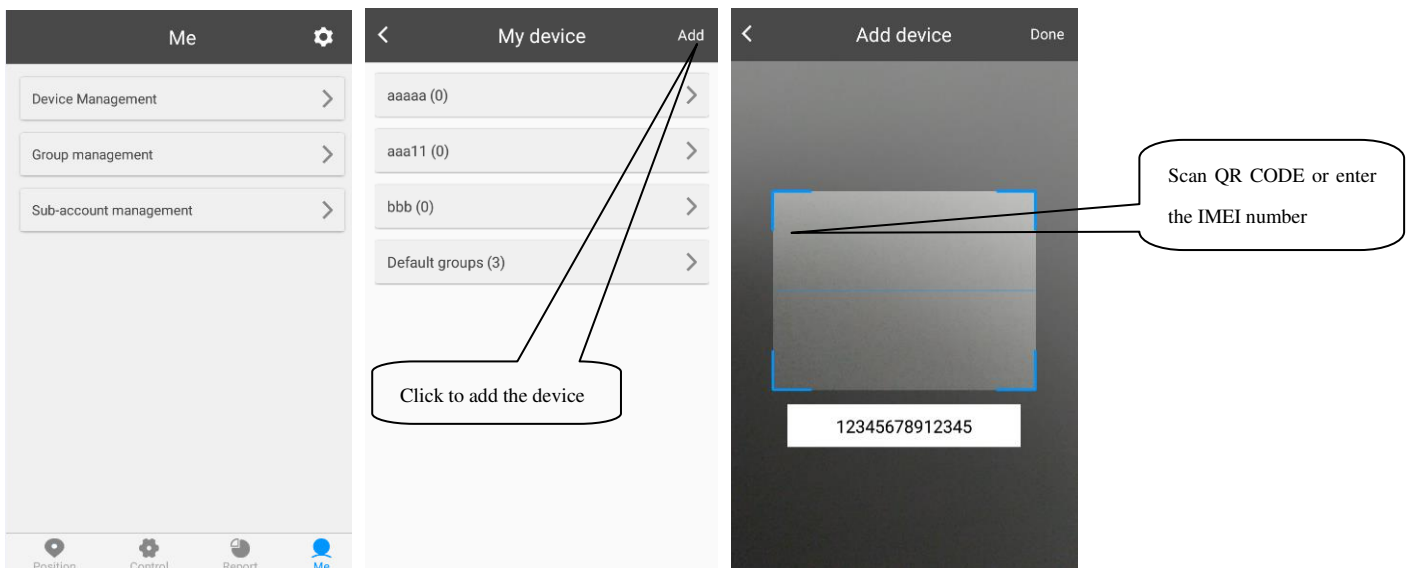 Me
Device Management
Group management
Sub-account management
Position
Control
Report
Me
My device
Add
aaaaa (0)
aaa11 (0)
bbb (0)
Default groups (3)
Click to add the device
Add device
Done
12345678912345
Scan QR CODE or enter
the IMEI number